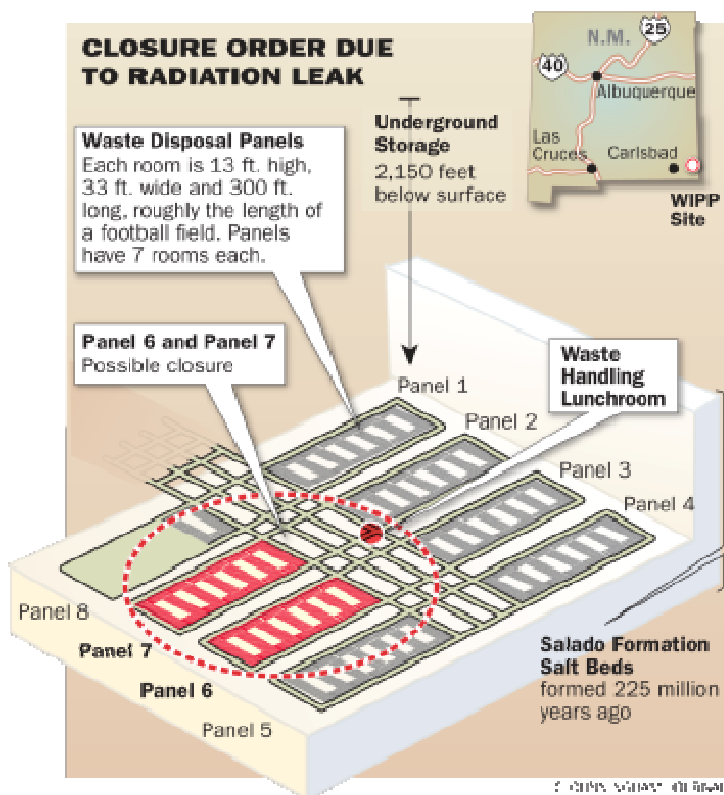 CLOSURE ORDER DUE
TO RADIATION LEAK
N.M.
25
40
Albuquerque
Las
Cruces
Carlsbad
WIPP
Site
Underground
Storage
2,150 feet
below surface
Waste Disposal Panels
Each room is 13 ft. high,
33 ft. wide and 300 ft.
long, roughly the length of
a football field. Panels
have 7 rooms each.
Panel 6 and Panel 7
Possible closure
Waste
Handling
Lunchroom
Panel 1
Panel 2
Panel 3
Panel 4
Panel 8
Panel 7
Panel 6
Panel 5
Salado Formation
Salt Beds
formed 225 million
years ago